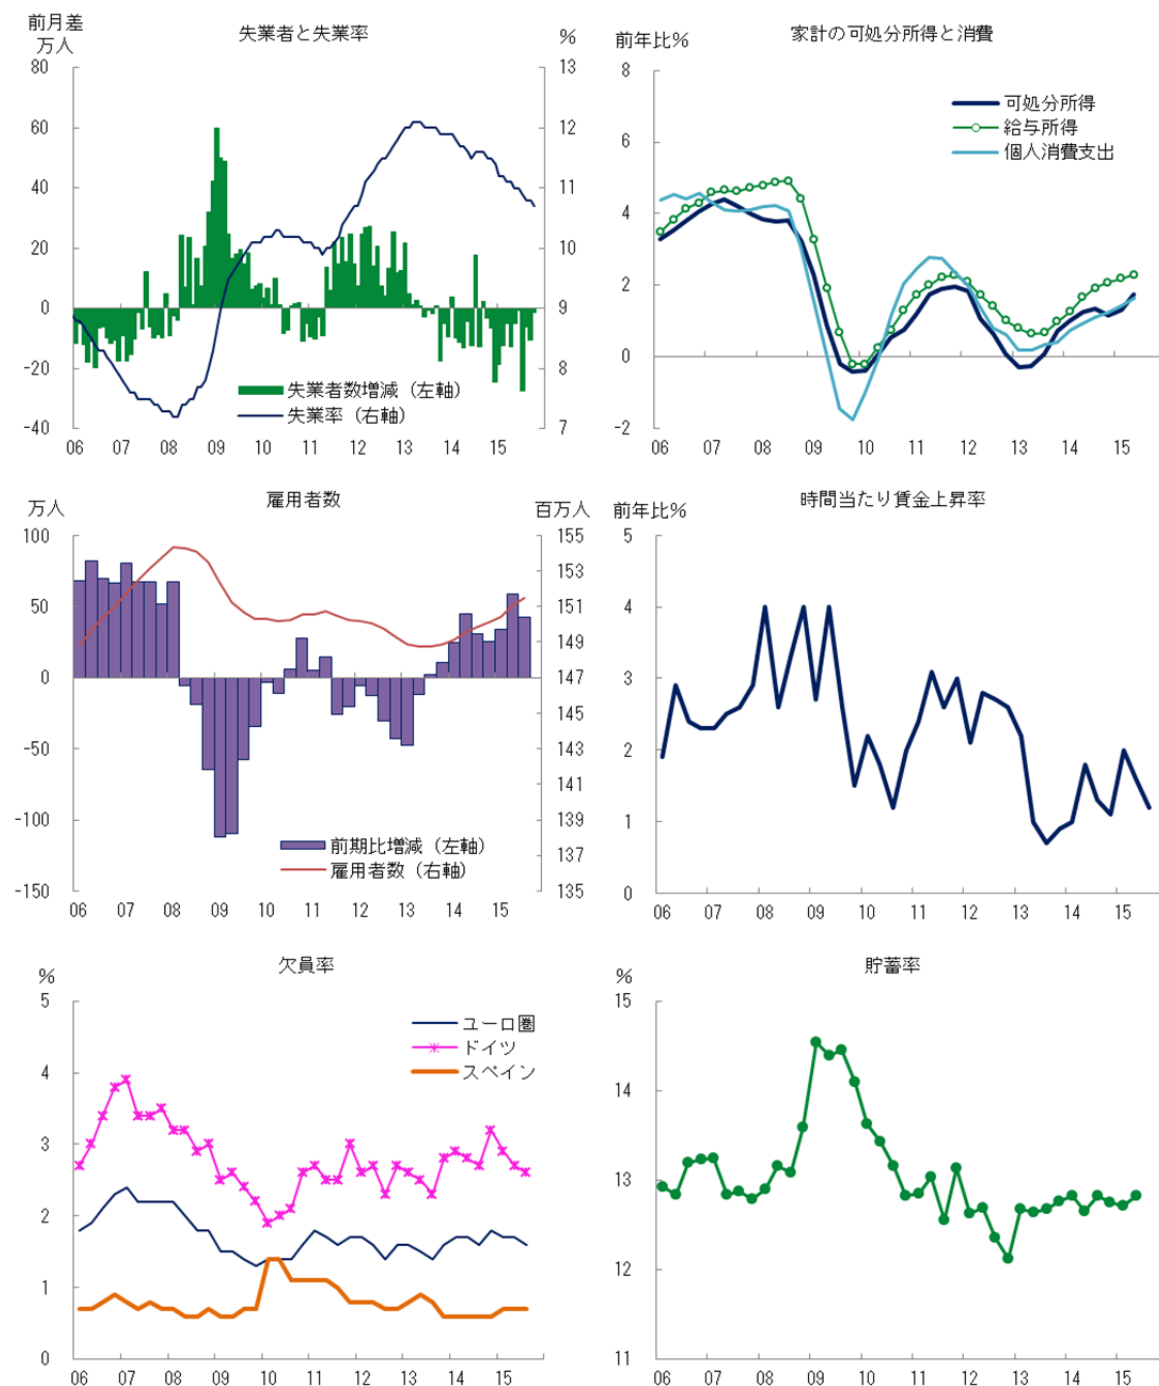 失業者と失業率
前月差
万人
%
80
60
40
20
0
-20
-40
13
12
11
10
9
8
7
失業者数増減（左軸）
失業率（右軸）
06 07 08 09 10 11 12 13 14 15
家計の可処分所得と消費
前年比%
8
6
4
2
0
-2
可処分所得
給与所得
個人消費支出
06 07 08 09 10 11 12 13 14 15
雇用者数
万人
百万人
100
50
0
-50
-100
-150
155
153
151
149
147
145
143
141
139
137
135
前期比増減（左軸）
雇用者数（右軸）
06 07 08 09 10 11 12 13 14 15
時間当たり賃金上昇率
前年比%
5
4
3
2
1
0
06 07 08 09 10 11 12 13 14 15
欠員率
%
5
4
3
2
1
0
ユーロ圏
ドイツ
スペイン
06 07 08 09 10 11 12 13 14 15
貯蓄率
%
15
14
13
12
11
06 07 08 09 10 11 12 13 14 15